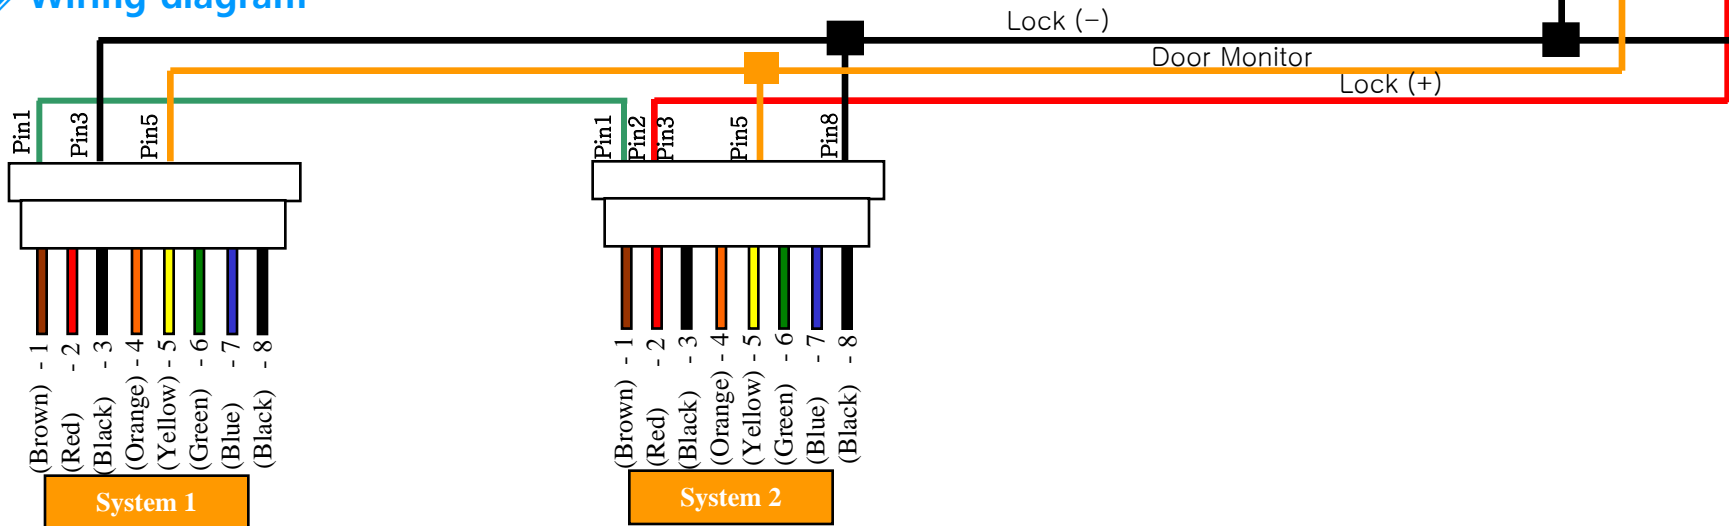 Wiring diagram
Lock (−)
Door Monitor
Lock (+)
Pin1
Pin3
Pin5
Pin1
Pin2
Pin3
Pin5
Pin8
(Brown) - 1
(Red) - 2
(Black) - 3
(Orange) - 4
(Yellow) - 5
(Green) - 6
(Blue) - 7
(Black) - 8
System 1
(Brown) - 1
(Red) - 2
(Black) - 3
(Orange) - 4
(Yellow) - 5
(Green) - 6
(Blue) - 7
(Black) - 8
System 2